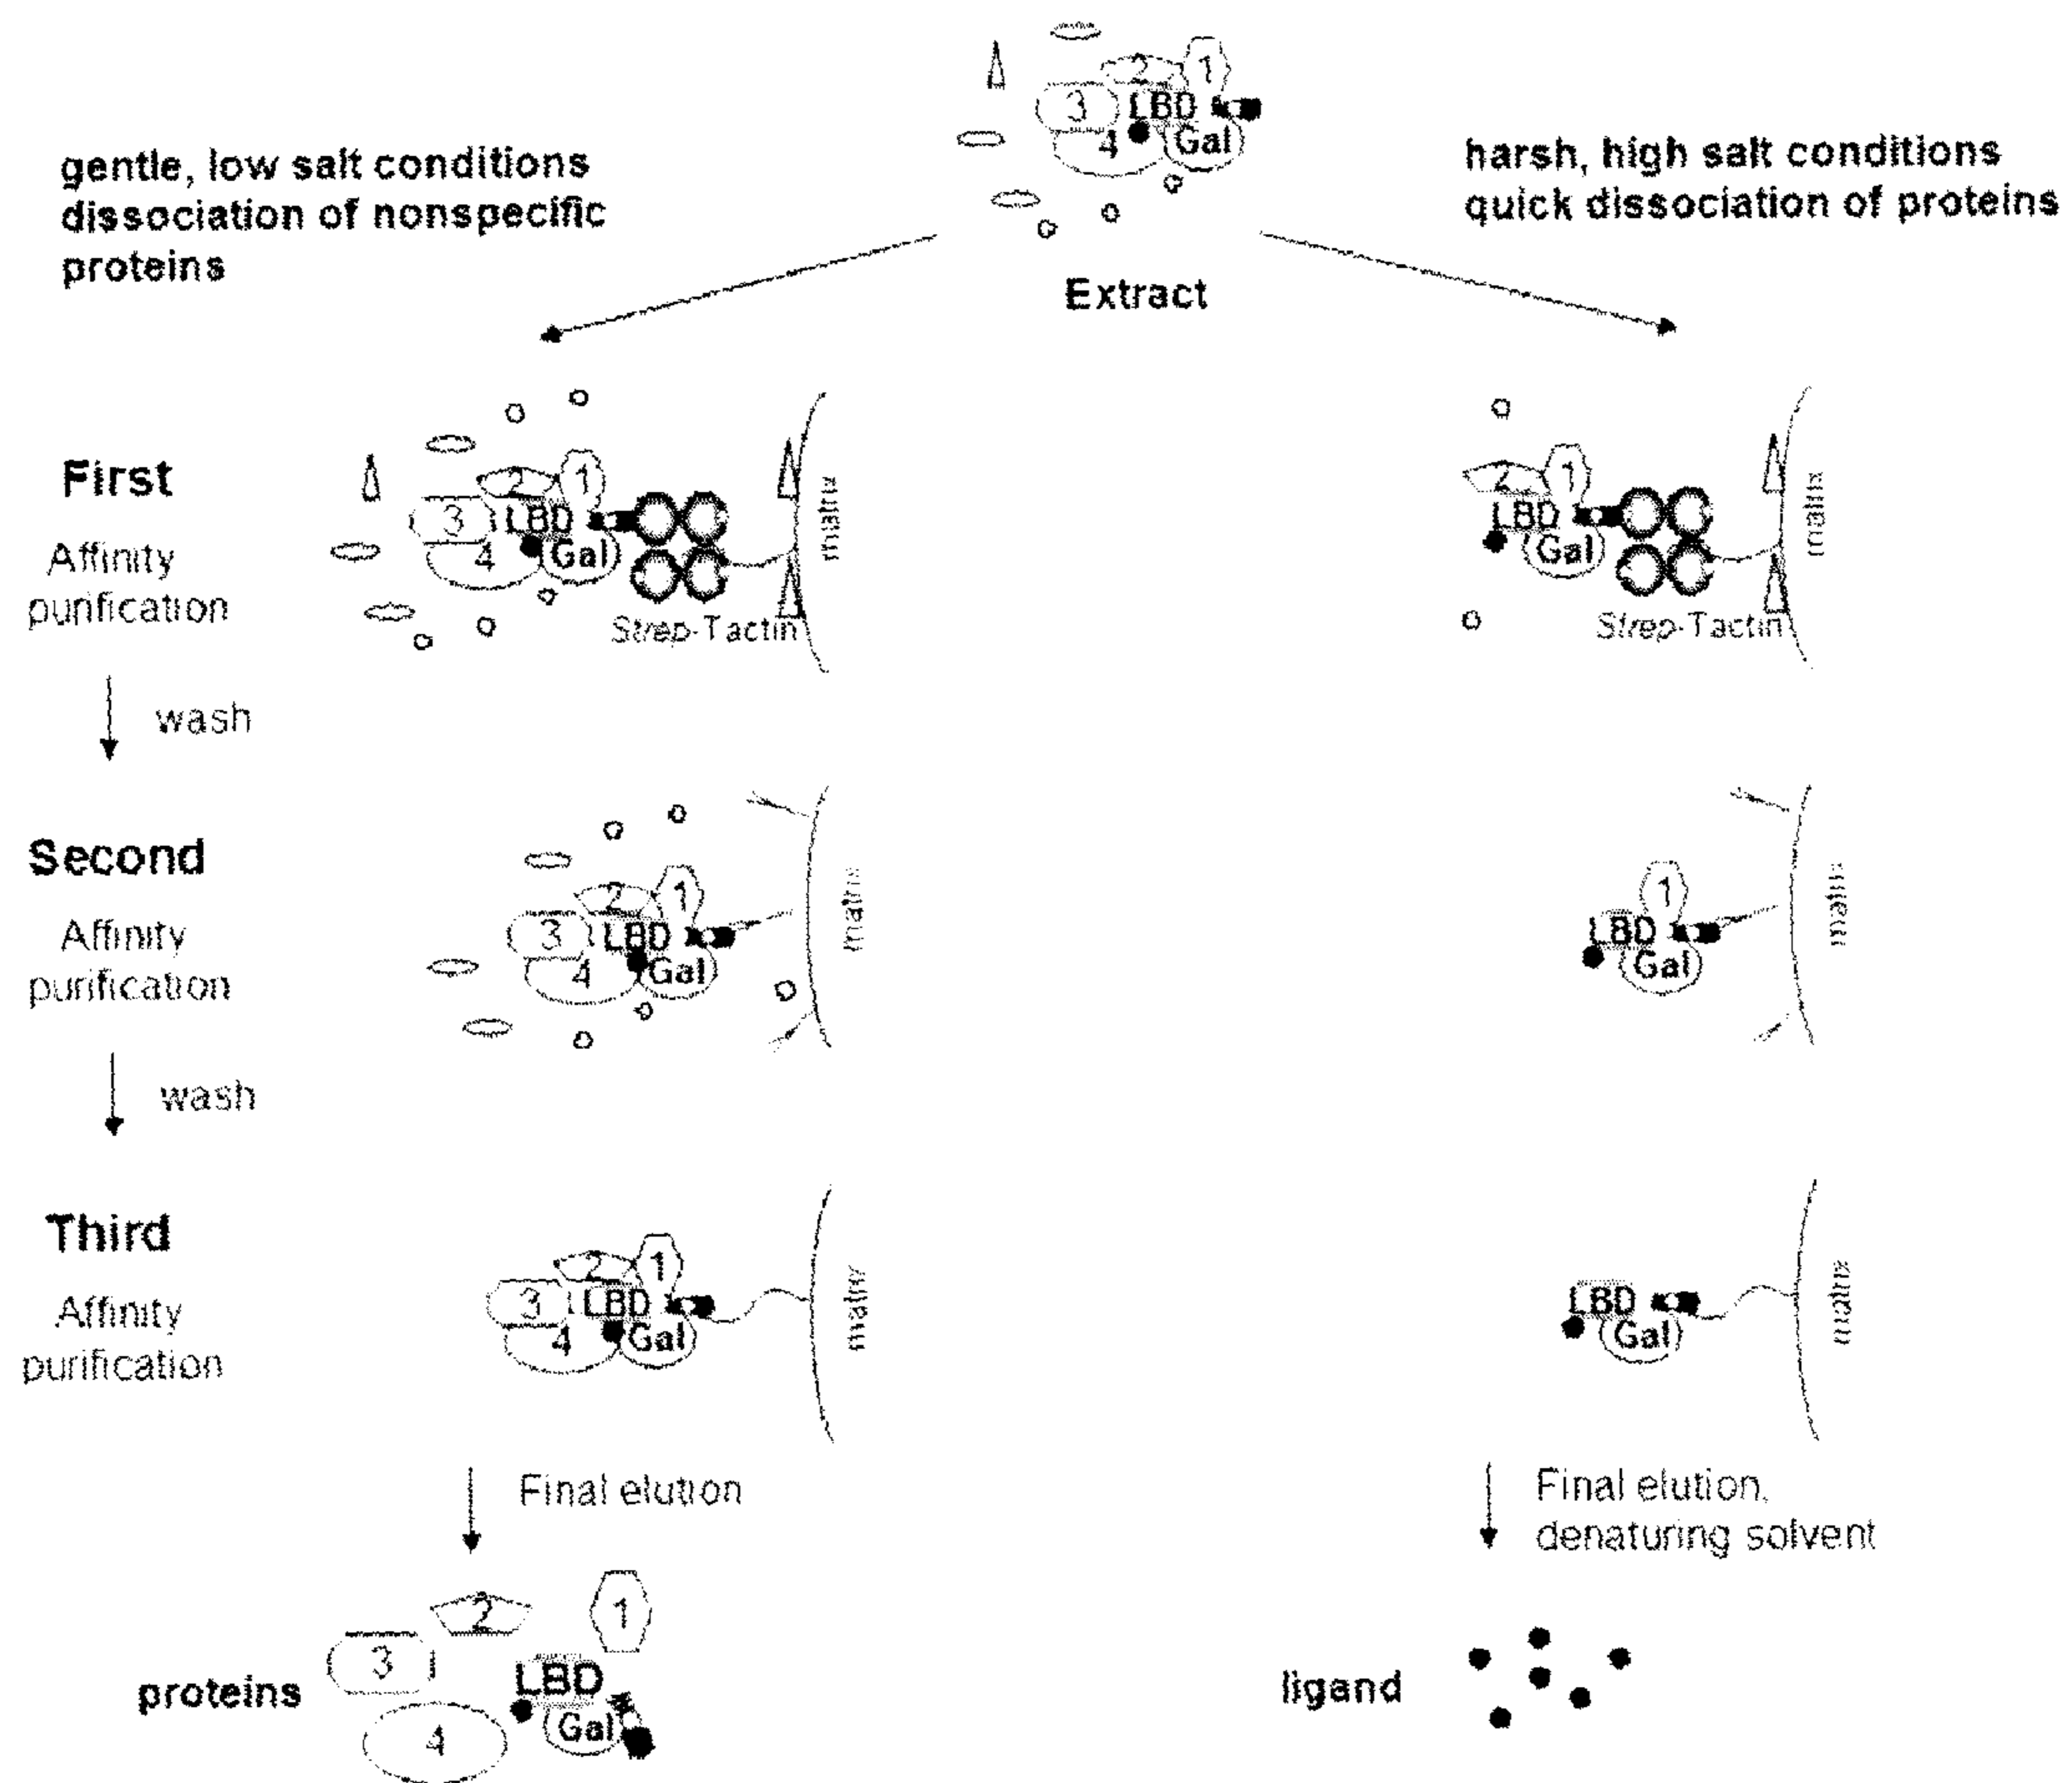 2
1
3
LBD
4
Gal
gentle, low salt conditions
dissociation of nonspecific
proteins
harsh, high salt conditions
quick dissociation of proteins
Extract
First
Affinity
purification
2
1
3
LBD
4
Gal
matrix
Strep-Tactin
2
1
LBD
Gal
matrix
Strep-Tactin
wash
Second
Affinity
purification
2
1
3
LBD
4
Gal
matrix
1
LBD
Gal
matrix
wash
Third
Affinity
purification
2
1
3
LBD
4
Gal
matrix
LBD
Gal
matrix
Final elution
Final elution,
denaturing solvent
2
1
3
LBD
proteins
4
Gal
ligand